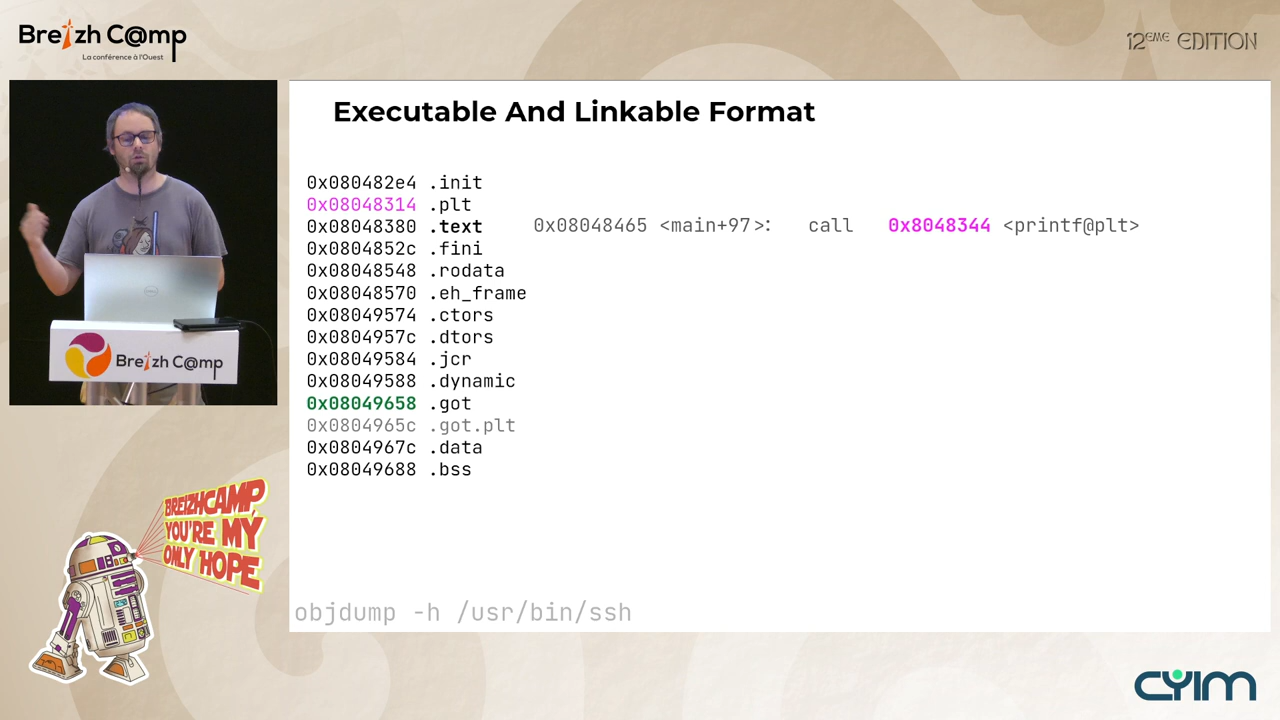 Breizh C@mp
La conférence à l'Ouest
12ÈME EDITION
Executable And Linkable Format
0x080482e4 .init
0x08048314 .plt
0x08048380 .text 0x08048465 <main+97>: call 0x8048344 <printf@plt>
0x0804852c .fini
0x08048548 .rodata
0x08048570 .eh_frame
0x08049574 .ctors
0x0804957c .dtors
0x08049584 .jcr
0x08049588 .dynamic
0x08049658 .got
0x0804965c .got.plt
0x0804967c .data
0x08049688 .bss
objdump -h /usr/bin/ssh
Breizh C@mp
BREIZHCAMP
YOU'RE MY
ONLY HOPE
CYIM